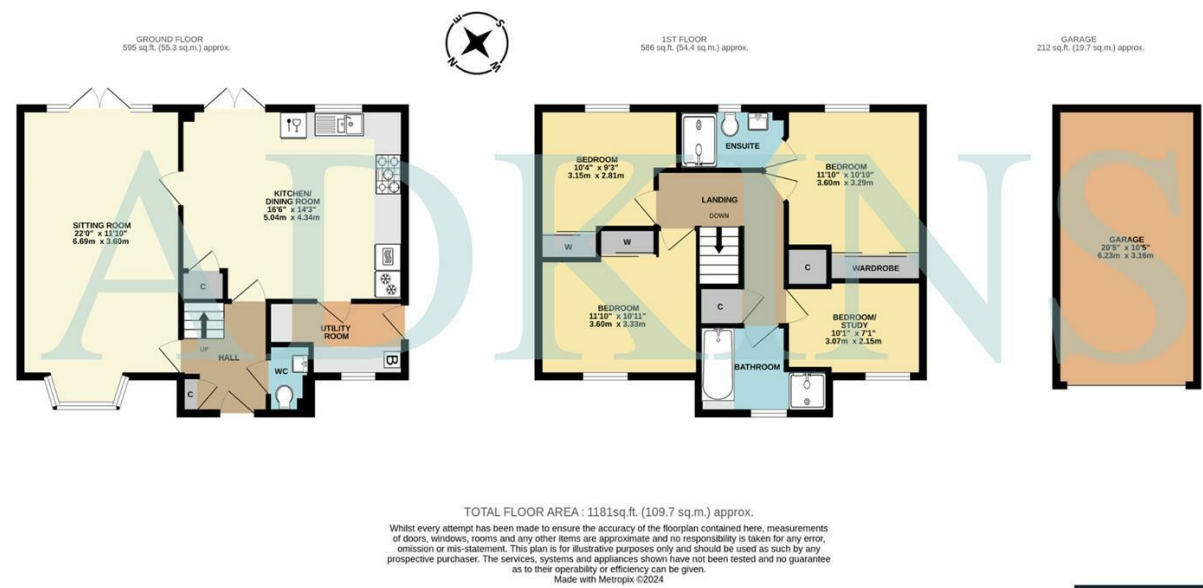 GROUND FLOOR
595 sq.ft. (55.3 sq.m.) approx.
1ST FLOOR
586 sq.ft. (54.4 sq.m.) approx.
GARAGE
212 sq.ft. (19.7 sq.m.) approx.
E
S
N
W
ADKINS
SITTING ROOM
22'0" x 11'10"
6.69m x 3.60m
KITCHEN/
DINING ROOM
16'6" x 14'3"
5.04m x 4.34m
C
UP
HALL
C
WC
UTILITY
ROOM
B
BEDROOM
10'4" x 9'3"
3.15m x 2.81m
ENSUITE
BEDROOM
11'10" x 10'10"
3.60m x 3.29m
LANDING
DOWN
W
W
C
WARDROBE
BEDROOM
11'10" x 10'11"
3.60m x 3.33m
C
BEDROOM/
STUDY
10'1" x 7'1"
3.07m x 2.15m
BATHROOM
GARAGE
20'5" x 10'5"
6.23m x 3.16m
TOTAL FLOOR AREA : 1181sq.ft. (109.7 sq.m.) approx.
Whilst every attempt has been made to ensure the accuracy of the floorplan contained here, measurements
of doors, windows, rooms and any other items are approximate and no responsibility is taken for any error,
omission or mis-statement. This plan is for illustrative purposes only and should be used as such by any
prospective purchaser. The services, systems and appliances shown have not been tested and no guarantee
as to their operability or efficiency can be given.
Made with Metropix ©2024